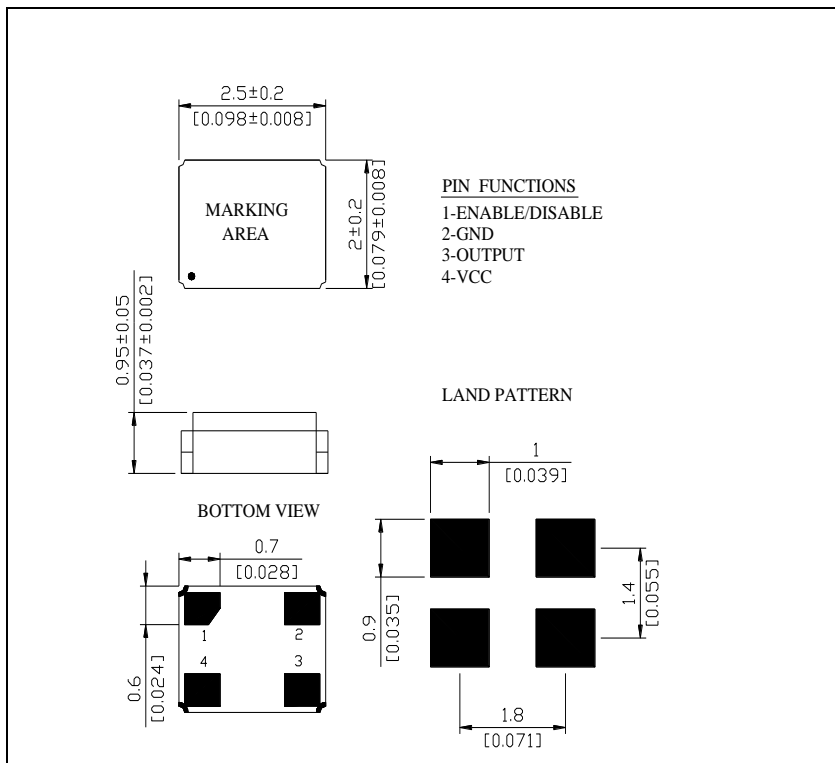 2.5±0.2
[0.098±0.008]
MARKING
AREA
2±0.2
[0.079±0.008]
PIN FUNCTIONS
1-ENABLE/DISABLE
2-GND
3-OUTPUT
4-VCC
0.95±0.05
[0.037±0.002]
LAND PATTERN
1
[0.039]
BOTTOM VIEW
0.7
[0.028]
1
2
4
3
0.6
[0.024]
0.9
[0.035]
1.4
[0.055]
1.8
[0.071]